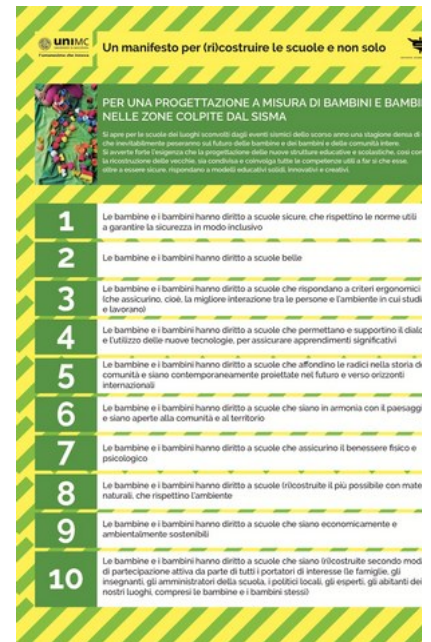 UNIMC
l'umanesimo che innova
Un manifesto per (ri)costruire le scuole e non solo
PER UNA PROGETTAZIONE A MISURA DI BAMBINI E BAMBI
NELLE ZONE COLPITE DAL SISMA
Si apre per le scuole dei luoghi sconvolti dagli eventi sismici dello scorso anno una stagione densa di
che inevitabilmente peseranno sul futuro delle bambine e dei bambini e delle comunità intere.
Si avverte forte l'esigenza che la progettazione delle nuove strutture educative e scolastiche, così com
la ricostruzione delle vecchie, sia condivisa e coinvolga tutte le competenze utili a far sì che esse,
oltre a essere sicure, rispondano a modelli educativi solidi, innovativi e creativi.
1
Le bambine e i bambini hanno diritto a scuole sicure, che rispettino le norme utili
a garantire la sicurezza in modo inclusivo
2
Le bambine e i bambini hanno diritto a scuole belle
3
Le bambine e i bambini hanno diritto a scuole che rispondano a criteri ergonomici
(che assicurino, cioè, la migliore interazione tra le persone e l'ambiente in cui studi
e lavorano)
4
Le bambine e i bambini hanno diritto a scuole che permettano e supportino il dialo
e l'utilizzo delle nuove tecnologie, per assicurare apprendimenti significativi
5
Le bambine e i bambini hanno diritto a scuole che affondino le radici nella storia de
comunità e siano contemporaneamente proiettate nel futuro e verso orizzonti
internazionali
6
Le bambine e i bambini hanno diritto a scuole che siano in armonia con il paesaggi
e siano aperte alla comunità e al territorio
7
Le bambine e i bambini hanno diritto a scuole che assicurino il benessere fisico e
psicologico
8
Le bambine e i bambini hanno diritto a scuole (ri)costruite il più possibile con mate
naturali, che rispettino l'ambiente
9
Le bambine e i bambini hanno diritto a scuole che siano economicamente e
ambientalmente sostenibili
10
Le bambine e i bambini hanno diritto a scuole che siano (ri)costruite secondo moda
di partecipazione attiva da parte di tutti i portatori di interesse (le famiglie, gli
insegnanti, gli amministratori della scuola, i politici locali, gli esperti, gli abitanti dei
nostri luoghi, compresi le bambine e i bambini stessi)